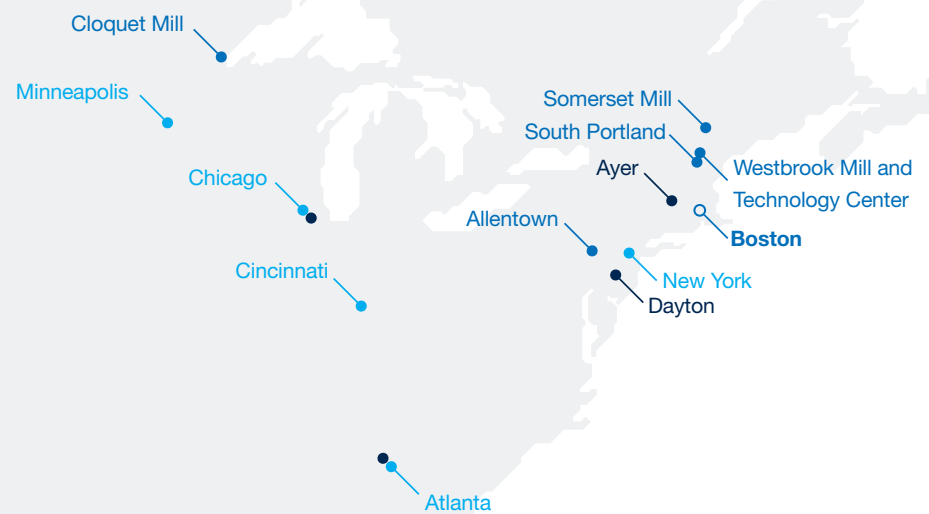 Cloquet Mill
Minneapolis
Somerset Mill
South Portland
Ayer
Westbrook Mill and
Technology Center
Chicago
Allentown
Boston
Cincinnati
New York
Dayton
Atlanta